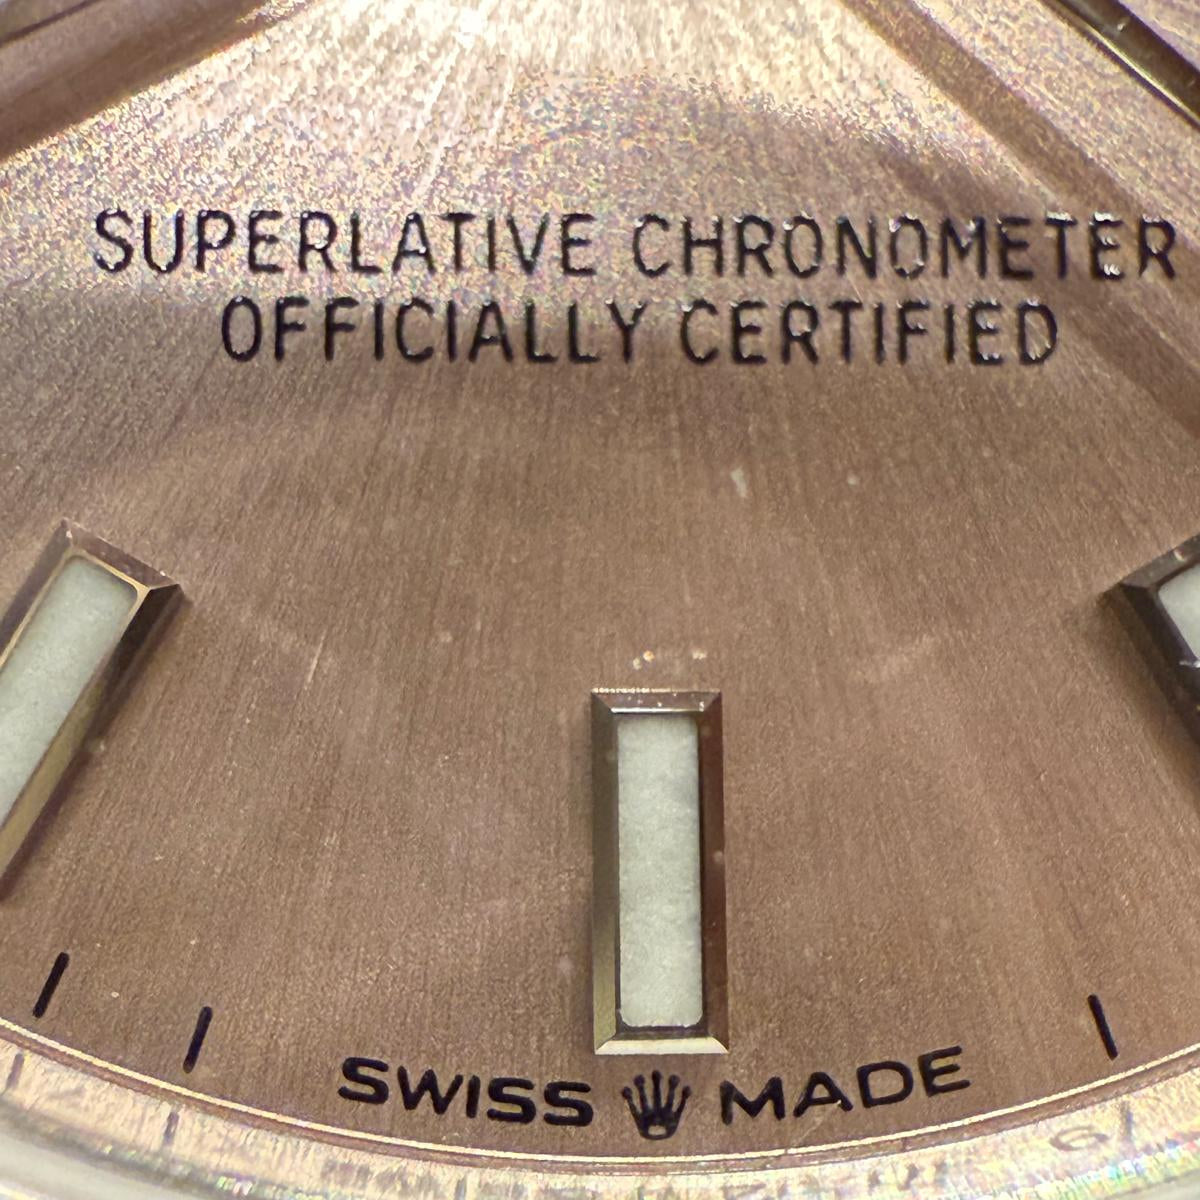 SUPERLATIVE CHRONOMETER
OFFICIALLY CERTIFIED
SWISS MADE